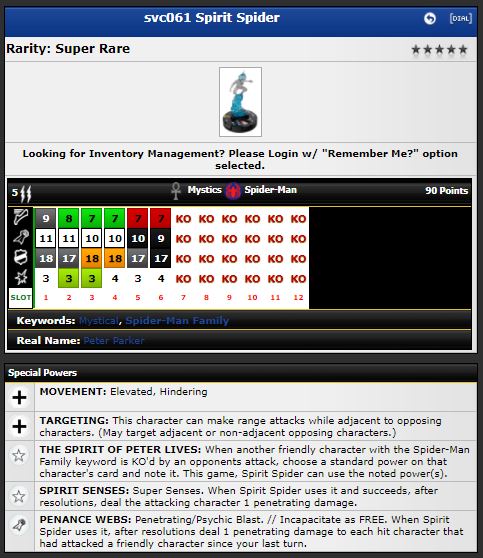 svc061 Spirit Spider
[DIAL]
Rarity: Super Rare
Looking for Inventory Management? Please Login w/ "Remember Me?" option
selected.
5 Mystics Spider-Man 90 Points
9 8 7 7 7 7 KO KO KO KO KO KO
11 11 10 10 10 9 KO KO KO KO KO KO
18 17 18 18 17 17 KO KO KO KO KO KO
3 3 3 4 3 4 KO KO KO KO KO KO
SLOT 1 2 3 4 5 6 7 8 9 10 11 12
Keywords: Mystical, Spider-Man Family
Real Name: Peter Parker
Special Powers
MOVEMENT: Elevated, Hindering
TARGETING: This character can make range attacks while adjacent to opposing
characters. (May target adjacent or non-adjacent opposing characters.)
THE SPIRIT OF PETER LIVES: When another friendly character with the Spider-Man
Family keyword is KO'd by an opponents attack, choose a standard power on that
character's card and note it. This game, Spirit Spider can use the noted power(s).
SPIRIT SENSES: Super Senses. When Spirit Spider uses it and succeeds, after
resolutions, deal the attacking character 1 penetrating damage.
PENANCE WEBS: Penetrating/Psychic Blast. // Incapacitate as FREE. When Spirit
Spider uses it, after resolutions deal 1 penetrating damage to each hit character that
had attacked a friendly character since your last turn.